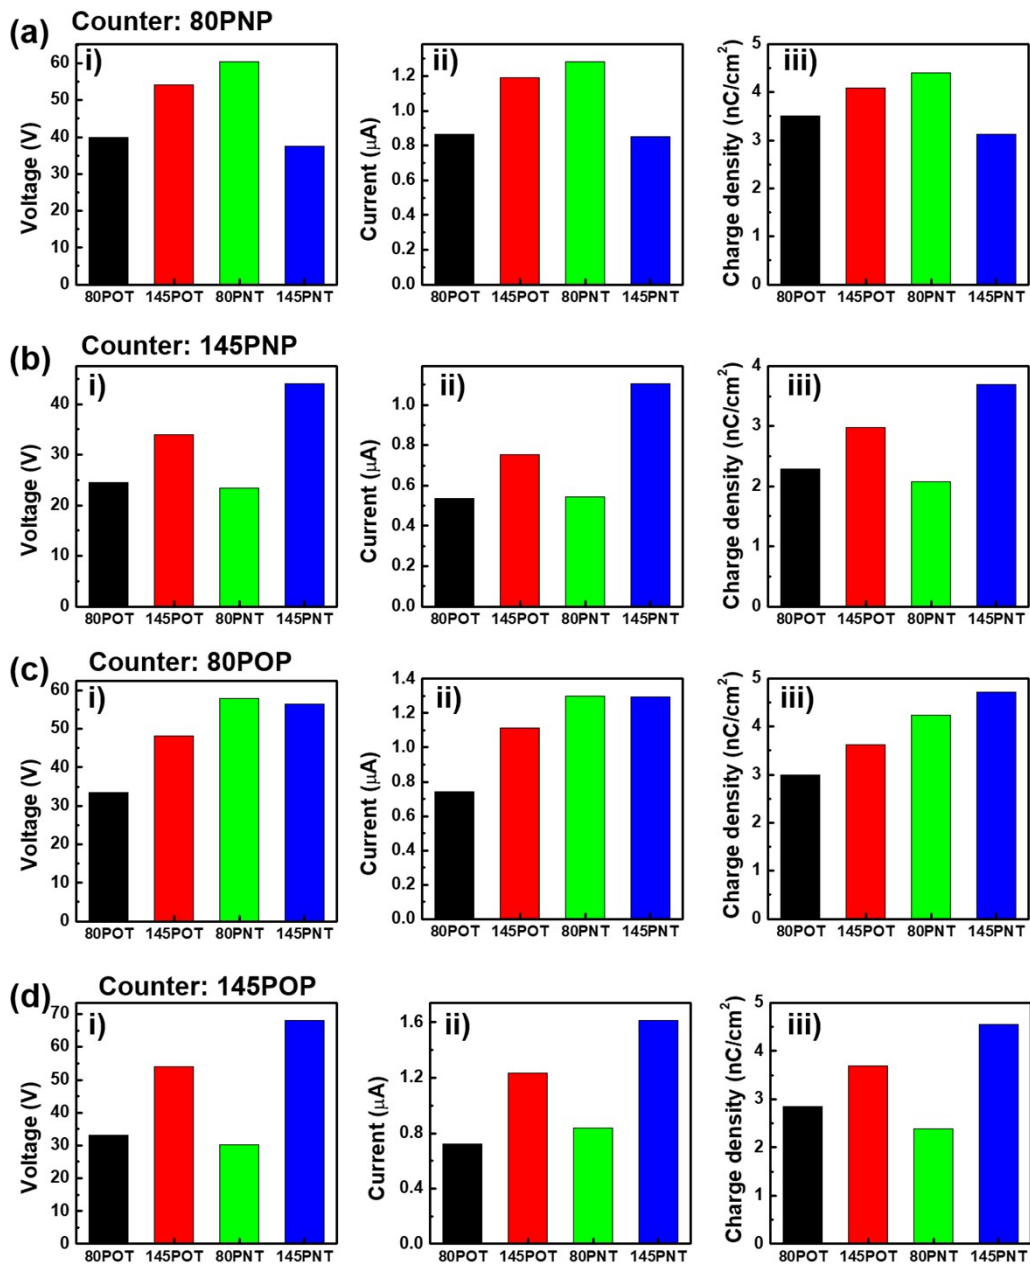 (a) Counter: 80PNP
i)
Voltage (V)
60
50
40
30
20
10
0
80POT 145POT 80PNT 145PNT
ii)
Current (μA)
1.2
1.0
0.8
0.6
0.4
0.2
0.0
80POT 145POT 80PNT 145PNT
iii)
Charge density (nC/cm²)
5
4
3
2
1
0
80POT 145POT 80PNT 145PNT
(b) Counter: 145PNP
i)
Voltage (V)
40
30
20
10
0
80POT 145POT 80PNT 145PNT
ii)
Current (μA)
1.0
0.8
0.6
0.4
0.2
0.0
80POT 145POT 80PNT 145PNT
iii)
Charge density (nC/cm²)
4
3
2
1
0
80POT 145POT 80PNT 145PNT
(c) Counter: 80POP
i)
Voltage (V)
60
50
40
30
20
10
0
80POT 145POT 80PNT 145PNT
ii)
Current (μA)
1.4
1.2
1.0
0.8
0.6
0.4
0.2
0.0
80POT 145POT 80PNT 145PNT
iii)
Charge density (nC/cm²)
5
4
3
2
1
0
80POT 145POT 80PNT 145PNT
(d) Counter: 145POP
i)
Voltage (V)
70
60
50
40
30
20
10
0
80POT 145POT 80PNT 145PNT
ii)
Current (μA)
1.6
1.2
0.8
0.4
0.0
80POT 145POT 80PNT 145PNT
iii)
Charge density (nC/cm²)
5
4
3
2
1
0
80POT 145POT 80PNT 145PNT